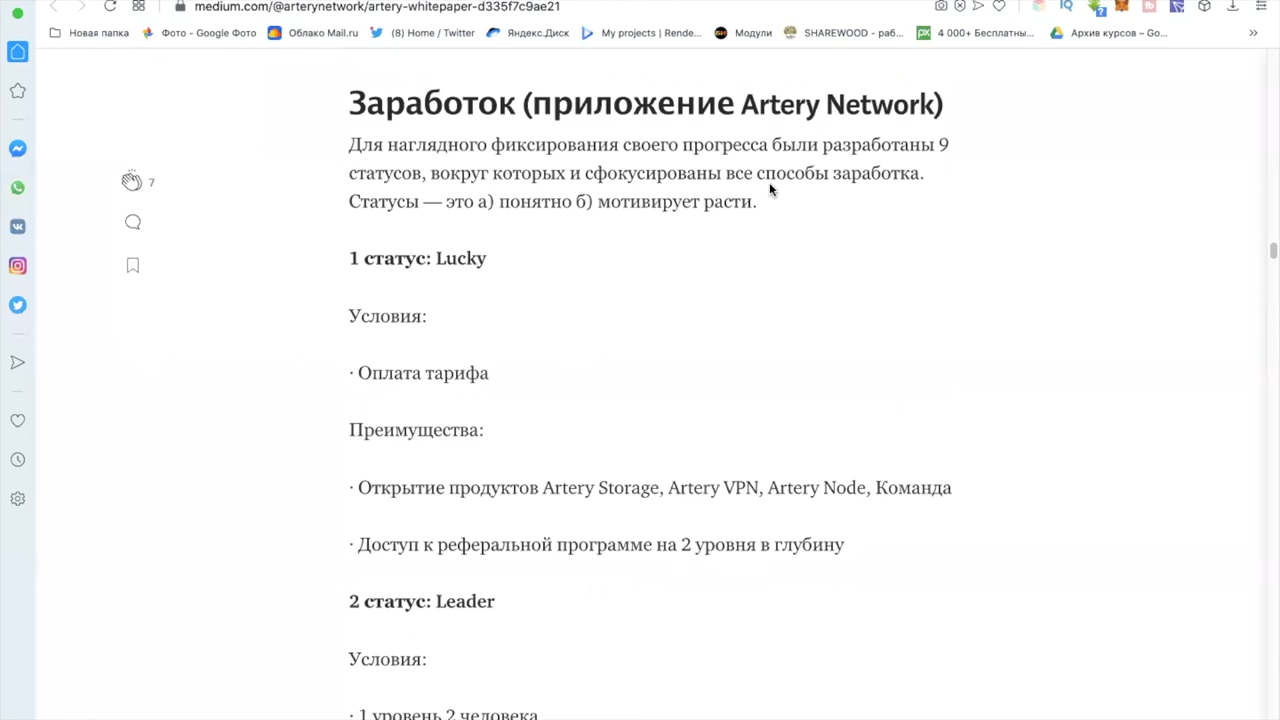 medium.com/@arterynetwork/artery-whitepaper-d335f7c9ae21
Новая папка
Фото - Google Фото
Облако Mail.ru
(8) Home / Twitter
Яндекс.Диск
My projects | Rende...
Модули
SHAREWOOD - раб...
4 000+ Бесплатны...
Архив курсов – Go...
Заработок (приложение Artery Network)
Для наглядного фиксирования своего прогресса были разработаны 9
статусов, вокруг которых и сфокусированы все способы заработка.
Статусы — это а) понятно б) мотивирует расти.
7
1 статус: Lucky
Условия:
· Оплата тарифа
Преимущества:
· Открытие продуктов Artery Storage, Artery VPN, Artery Node, Команда
· Доступ к реферальной программе на 2 уровня в глубину
2 статус: Leader
Условия:
· 1 уровень 2 человека